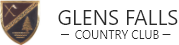 GLENS FALLS
— COUNTRY CLUB —